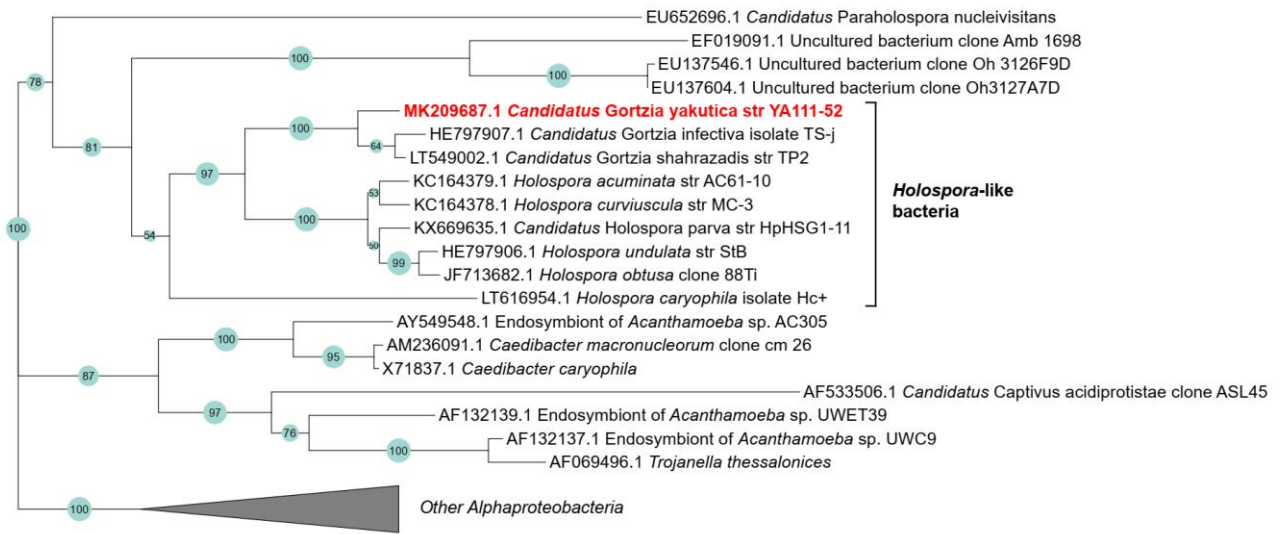 EU652696.1 Candidatus Paraholospora nucleivisitans
EF019091.1 Uncultured bacterium clone Amb 1698
100
EU137546.1 Uncultured bacterium clone Oh 3126F9D
100
78
EU137604.1 Uncultured bacterium clone Oh3127A7D
MK209687.1 Candidatus Gortzia yakutica str YA111-52
100
HE797907.1 Candidatus Gortzia infectiva isolate TS-j
81
64
LT549002.1 Candidatus Gortzia shahrazadis str TP2
97
KC164379.1 Holospora acuminata str AC61-10
53
Holospora-like
bacteria
KC164378.1 Holospora curviuscula str MC-3
100
KX669635.1 Candidatus Holospora parva str HpHSG1-11
100
54
50
HE797906.1 Holospora undulata str StB
99
JF713682.1 Holospora obtusa clone 88Ti
LT616954.1 Holospora caryophila isolate Hc+
AY549548.1 Endosymbiont of Acanthamoeba sp. AC305
100
AM236091.1 Caedibacter macronucleorum clone cm 26
95
X71837.1 Caedibacter caryophila
87
AF533506.1 Candidatus Captivus acidiprotistae clone ASL45
97
AF132139.1 Endosymbiont of Acanthamoeba sp. UWET39
76
AF132137.1 Endosymbiont of Acanthamoeba sp. UWC9
100
AF069496.1 Trojanella thessalonices
100
Other Alphaproteobacteria